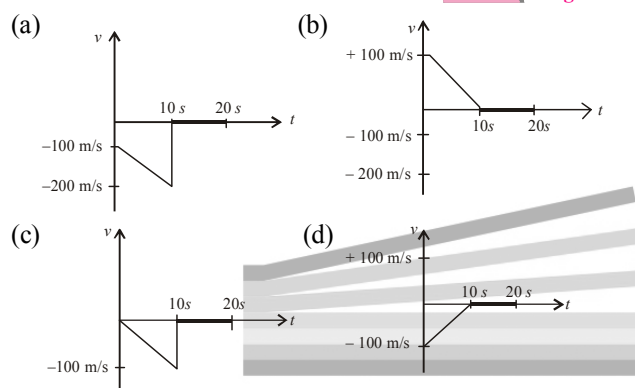 (a)
v
10 s
20 s
t
–100 m/s
–200 m/s
(b)
v
+ 100 m/s
10s
20s
t
– 100 m/s
– 200 m/s
(c)
v
10s
20s
t
–100 m/s
(d)
v
+ 100 m/s
10 s
20 s
t
– 100 m/s